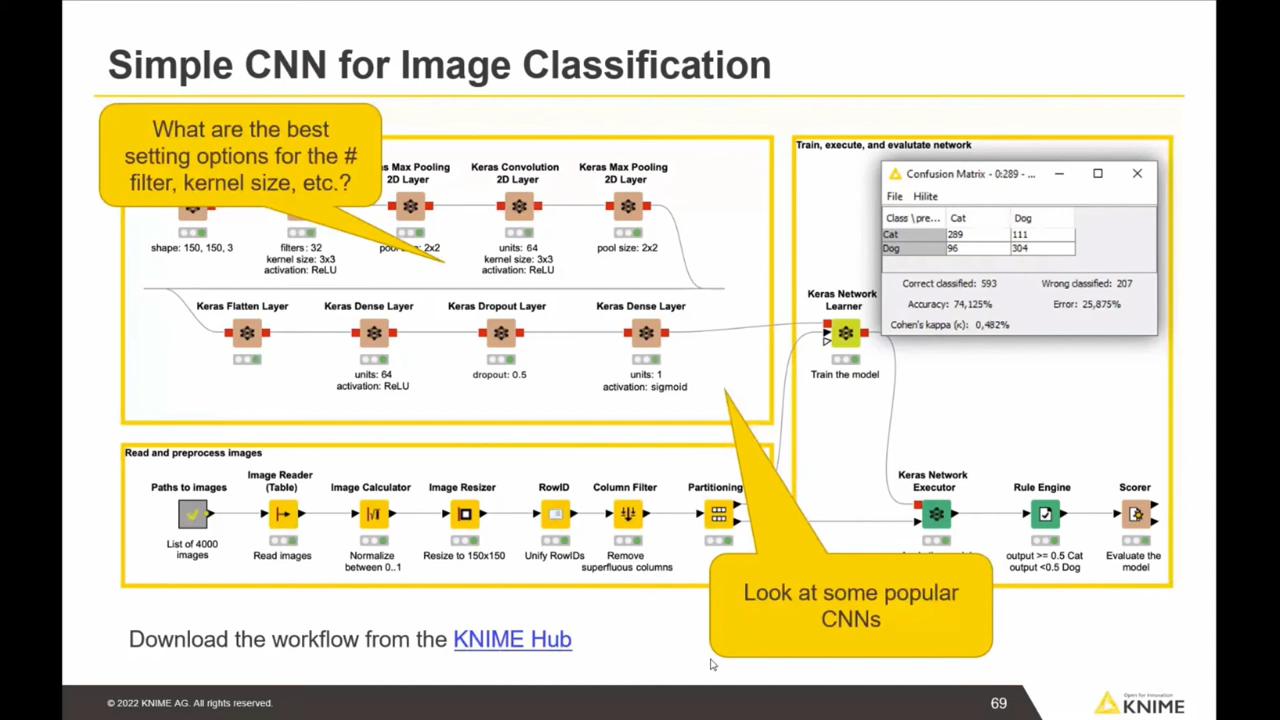 Simple CNN for Image Classification
What are the best
setting options for the #
filter, kernel size, etc.?
Max Pooling
2D Layer
Keras Convolution
2D Layer
Keras Max Pooling
2D Layer
shape: 150, 150, 3
filters: 32
kernel size: 3x3
activation: ReLU
2x2
units: 64
kernel size: 3x3
activation: ReLU
pool size: 2x2
Keras Flatten Layer
Keras Dense Layer
units: 64
activation: ReLU
Keras Dropout Layer
dropout: 0.5
Keras Dense Layer
units: 1
activation: sigmoid
Train, execute, and evalutate network
Confusion Matrix - 0:289 - ...
File Hilite
Class \ pre... Cat Dog
Cat 289 111
Dog 96 304
Correct classified: 593 Wrong classified: 207
Accuracy: 74,125% Error: 25,875%
Cohen's kappa (κ): 0,482%
Keras Network
Learner
Train the model
Read and preprocess images
Paths to images
List of 4000
images
Image Reader
(Table)
Read images
Image Calculator
Normalize
between 0..1
Image Resizer
Resize to 150x150
RowID
Unify RowIDs
Column Filter
Remove
superfluous columns
Partitioning
Keras Network
Executor
Rule Engine
output >= 0.5 Cat
output <0.5 Dog
Scorer
Evaluate the
model
Look at some popular
CNNs
Download the workflow from the KNIME Hub
© 2022 KNIME AG. All rights reserved.
69
Open for Innovation
KNIME